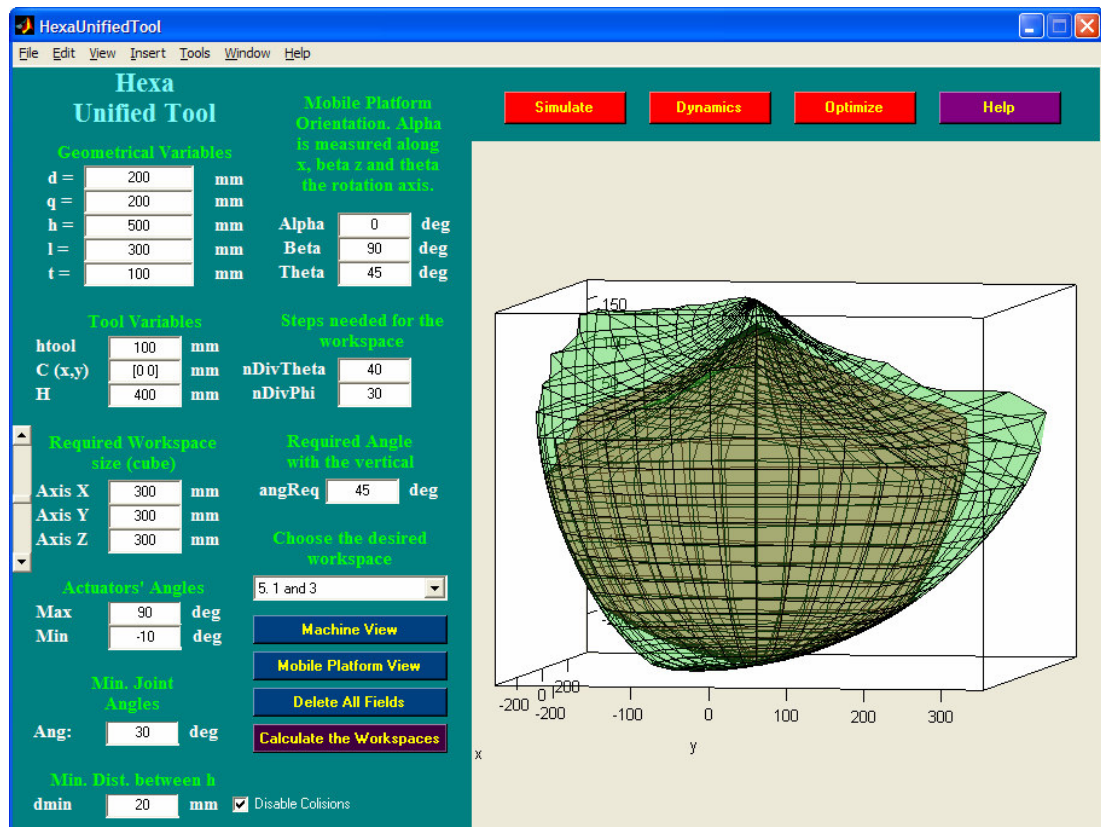 HexaUnifiedTool
File Edit View Insert Tools Window Help
Hexa
Unified Tool
Geometrical Variables
d = 200 mm
q = 200 mm
h = 500 mm
l = 300 mm
t = 100 mm
Mobile Platform
Orientation. Alpha
is measured along
x, beta z and theta
the rotation axis.
Alpha 0 deg
Beta 90 deg
Theta 45 deg
Tool Variables
htool 100 mm
C (x,y) [0 0] mm
H 400 mm
Steps needed for the
workspace
nDivTheta 40
nDivPhi 30
Required Workspace
size (cube)
Axis X 300 mm
Axis Y 300 mm
Axis Z 300 mm
Required Angle
with the vertical
angReq 45 deg
Choose the desired
workspace
5. 1 and 3
Actuators' Angles
Max 90 deg
Min -10 deg
Machine View
Mobile Platform View
Delete All Fields
Calculate the Workspaces
Min. Joint
Angles
Ang: 30 deg
Min. Dist. between h
dmin 20 mm
Disable Colisions
Simulate Dynamics Optimize Help
150
-200 0 200
-200 -100 0 100 200 300
x
y